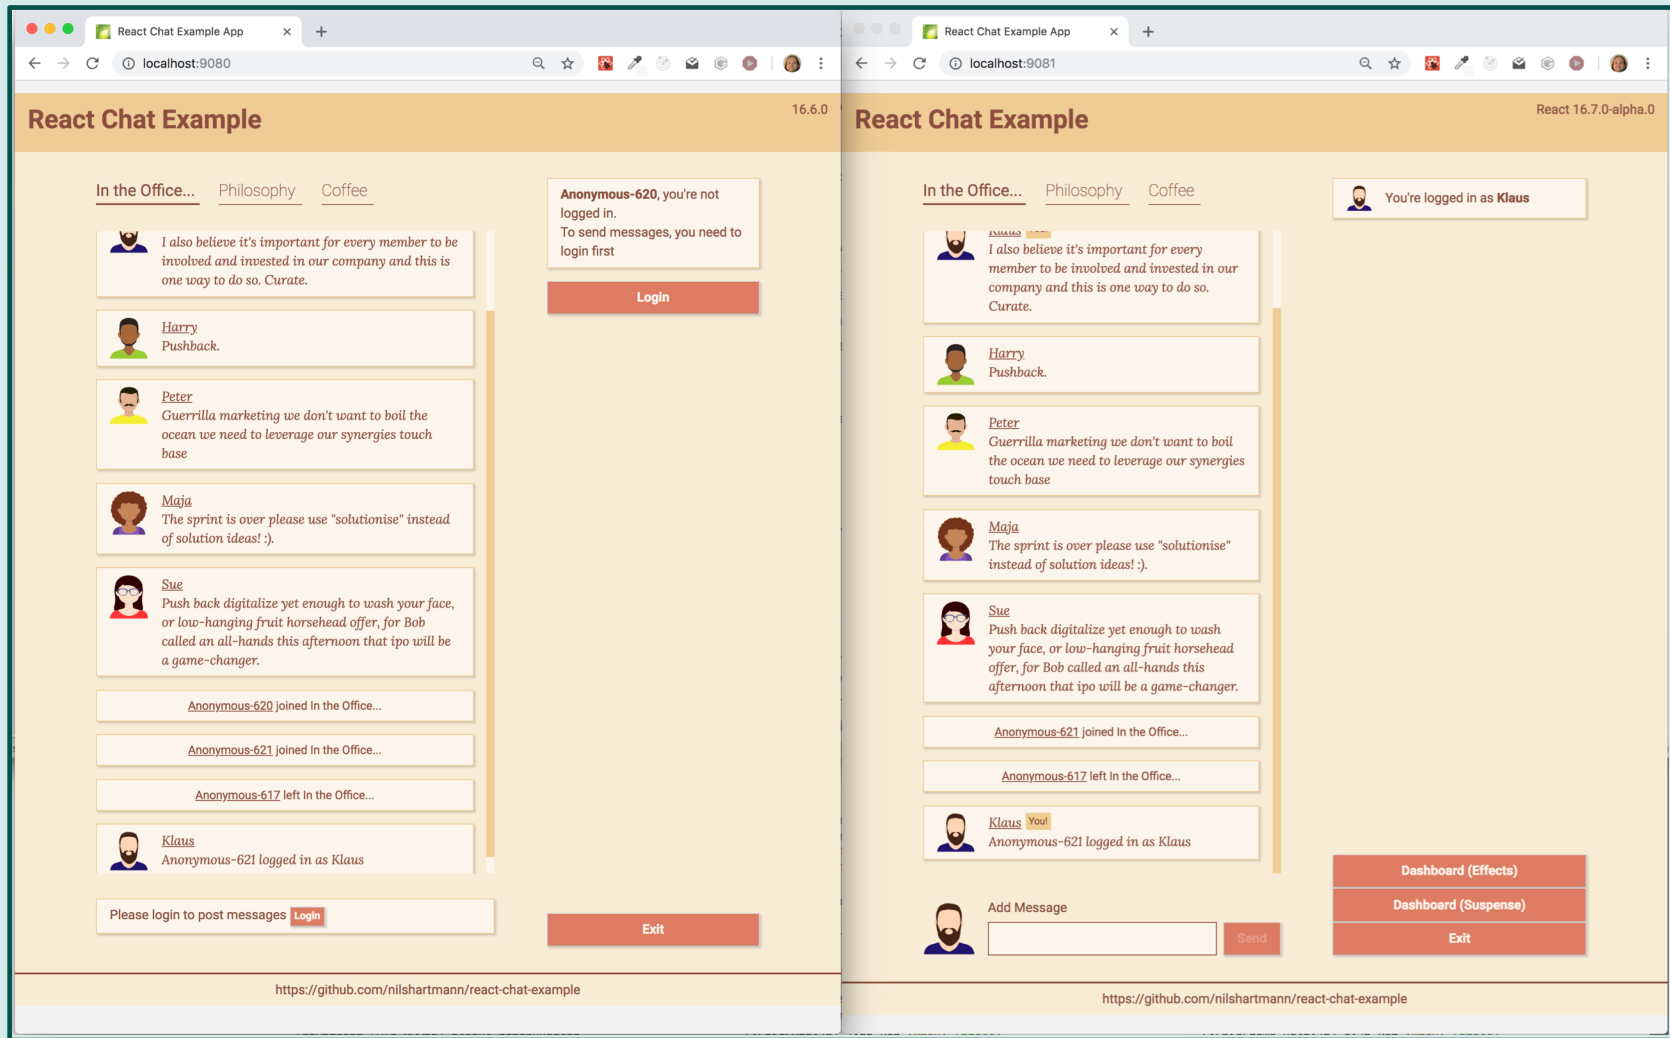 React Chat Example App
localhost:9080
React Chat Example
16.6.0
In the Office...
Philosophy
Coffee
I also believe it's important for every member to be
involved and invested in our company and this is
one way to do so. Curate.
Harry
Pushback.
Peter
Guerrilla marketing we don't want to boil the
ocean we need to leverage our synergies touch
base
Maja
The sprint is over please use "solutionise" instead
of solution ideas! :).
Sue
Push back digitalize yet enough to wash your face,
or low-hanging fruit horsehead offer, for Bob
called an all-hands this afternoon that ipo will be
a game-changer.
Anonymous-620 joined In the Office...
Anonymous-621 joined In the Office...
Anonymous-617 left In the Office...
Klaus
Anonymous-621 logged in as Klaus
Please login to post messages Login
Anonymous-620, you're not
logged in.
To send messages, you need to
login first
Login
Exit
https://github.com/nilshartmann/react-chat-example
React Chat Example App
localhost:9081
React Chat Example
React 16.7.0-alpha.0
In the Office...
Philosophy
Coffee
Klaus You!
I also believe it's important for every
member to be involved and invested in our
company and this is one way to do so.
Curate.
Harry
Pushback.
Peter
Guerrilla marketing we don't want to boil
the ocean we need to leverage our synergies
touch base
Maja
The sprint is over please use "solutionise"
instead of solution ideas! :).
Sue
Push back digitalize yet enough to wash
your face, or low-hanging fruit horsehead
offer, for Bob called an all-hands this
afternoon that ipo will be a game-changer.
Anonymous-621 joined In the Office...
Anonymous-617 left In the Office...
Klaus You!
Anonymous-621 logged in as Klaus
Add Message
Send
You're logged in as Klaus
Dashboard (Effects)
Dashboard (Suspense)
Exit
https://github.com/nilshartmann/react-chat-example